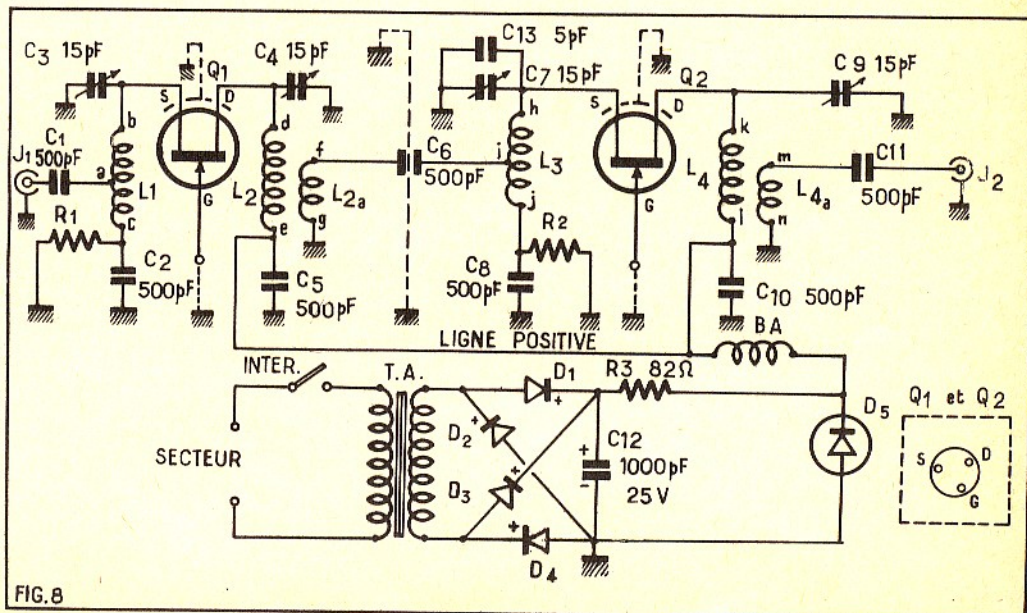 C3 15pF
Q1
C4 15pF
C13 5pF
C7 15pF
Q2
C9 15pF
S
D
S
D
b
d
h
k
J1
C1
500pF
a
L1
f
C6
500pF
i
L3
L4
m
C11
500pF
J2
G
L2
L2a
G
L4a
c
e
g
j
l
n
R1
R2
C2
500pF
C5
500pF
C8
500pF
C10 500pF
LIGNE POSITIVE
BA
INTER.
T.A.
D1
+
R3 82Ω
D5
Q1 et Q2
D2
+
SECTEUR
C12
1000pF
25V
+
-
S
D
G
D3
+
+
D4
FIG.8